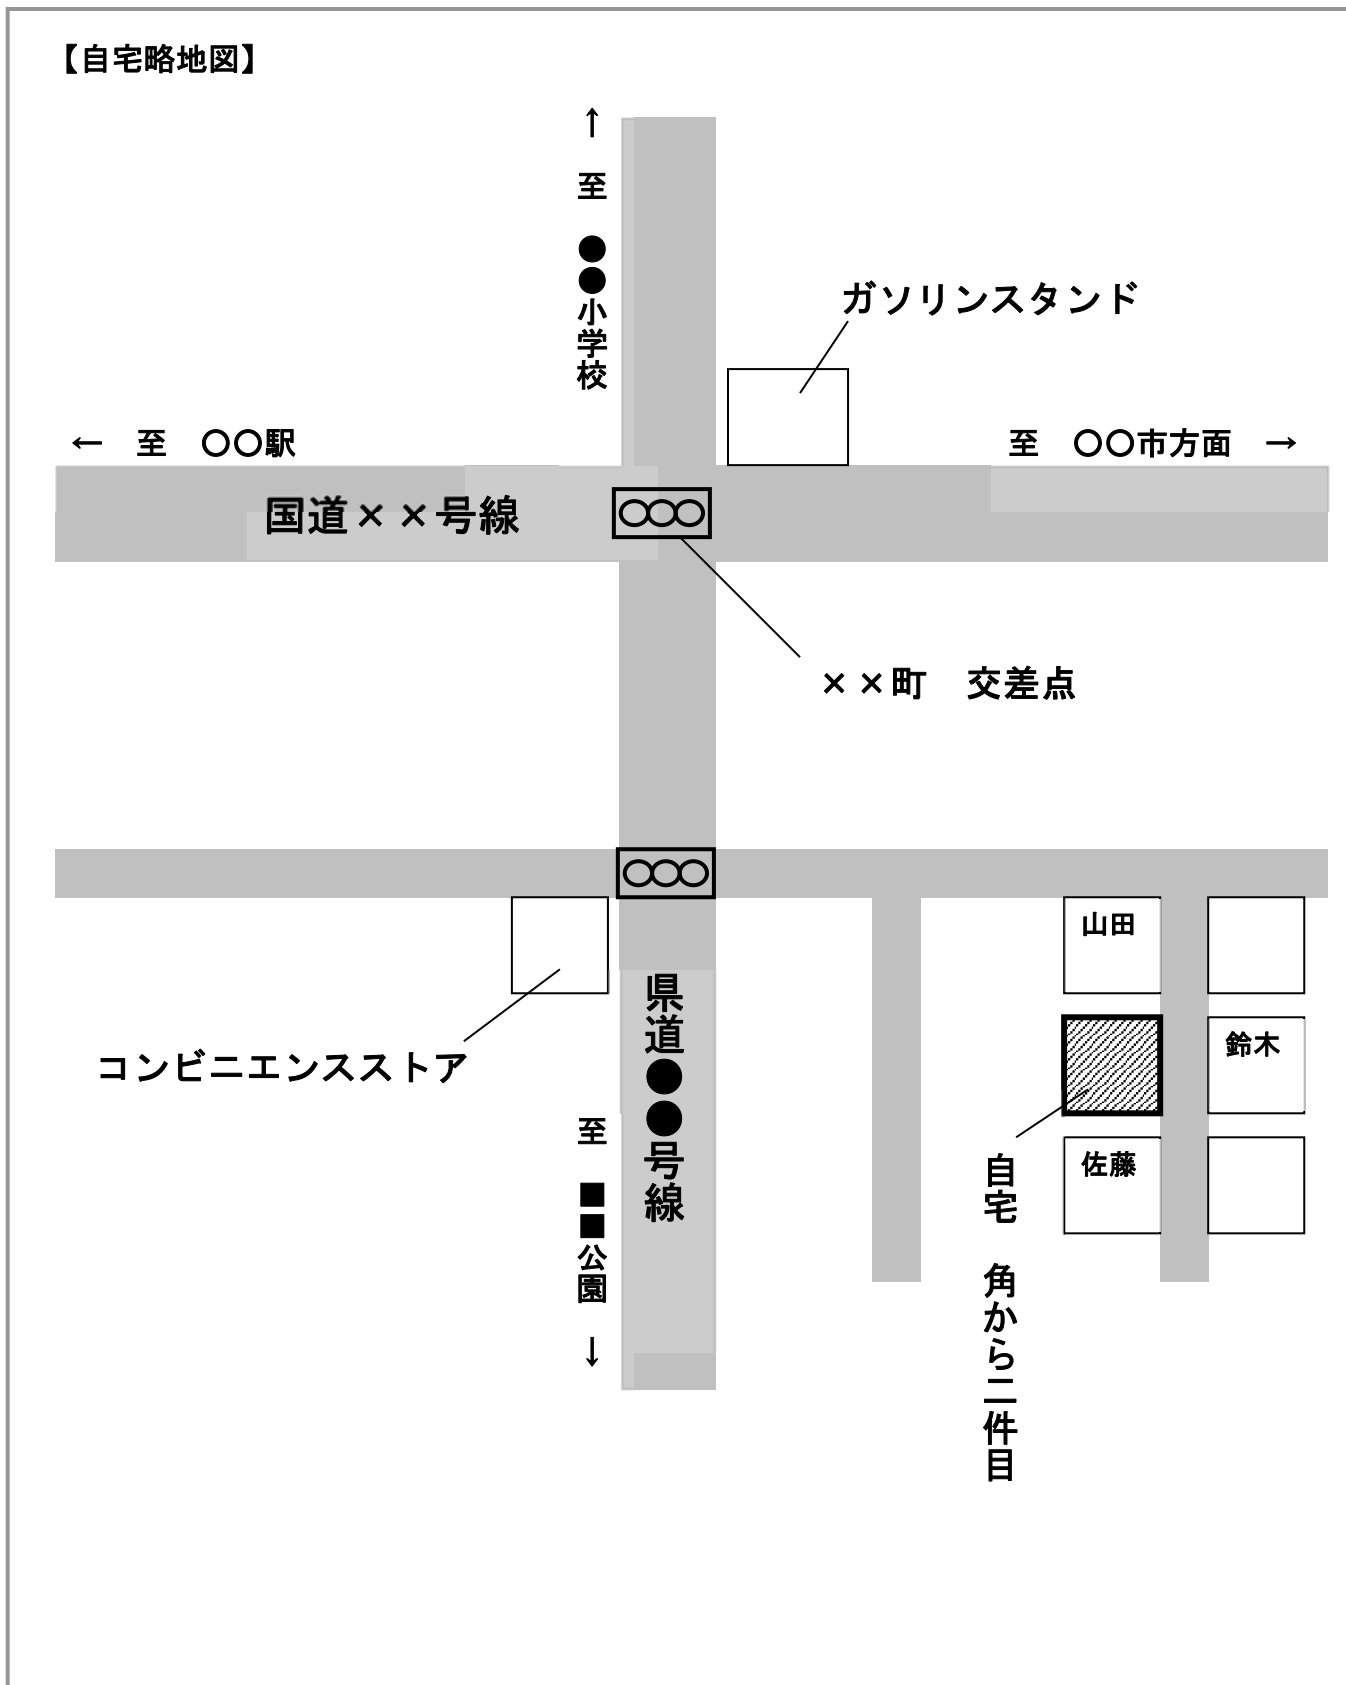 【自宅略地図】
↑　至　●●小学校
ガソリンスタンド
←　至　○○駅
至　○○市方面　→
国道××号線
××町　交差点
山田
鈴木
佐藤
コンビニエンスストア
県道●●号線
至　■■公園　↓
自宅　角から二件目